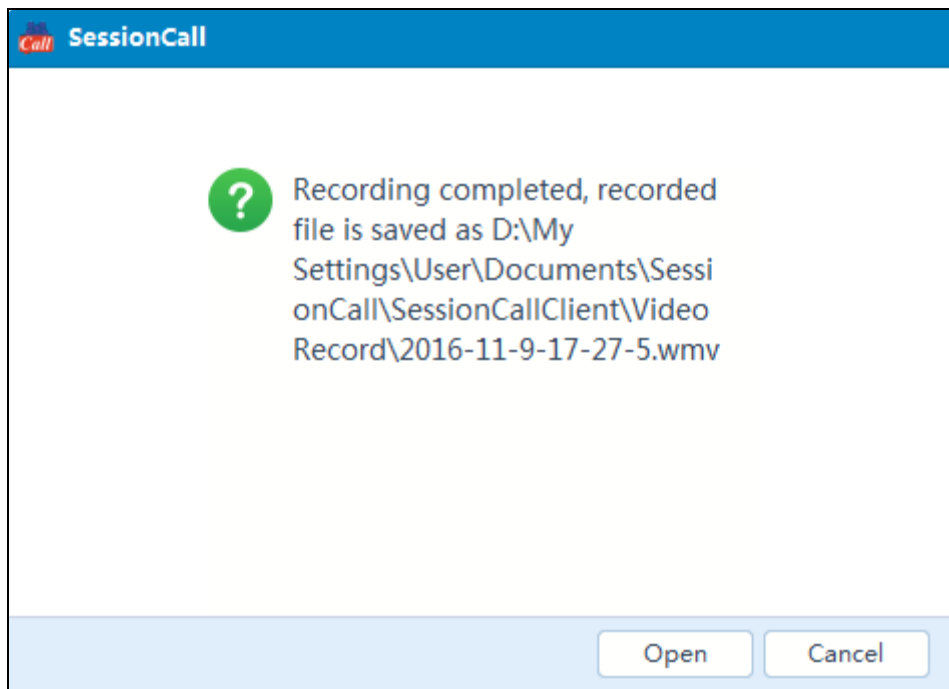 Call
SessionCall
?
Recording completed, recorded
file is saved as D:\My
Settings\User\Documents\Sessi
onCall\SessionCallClient\Video
Record\2016-11-9-17-27-5.wmv
Open
Cancel